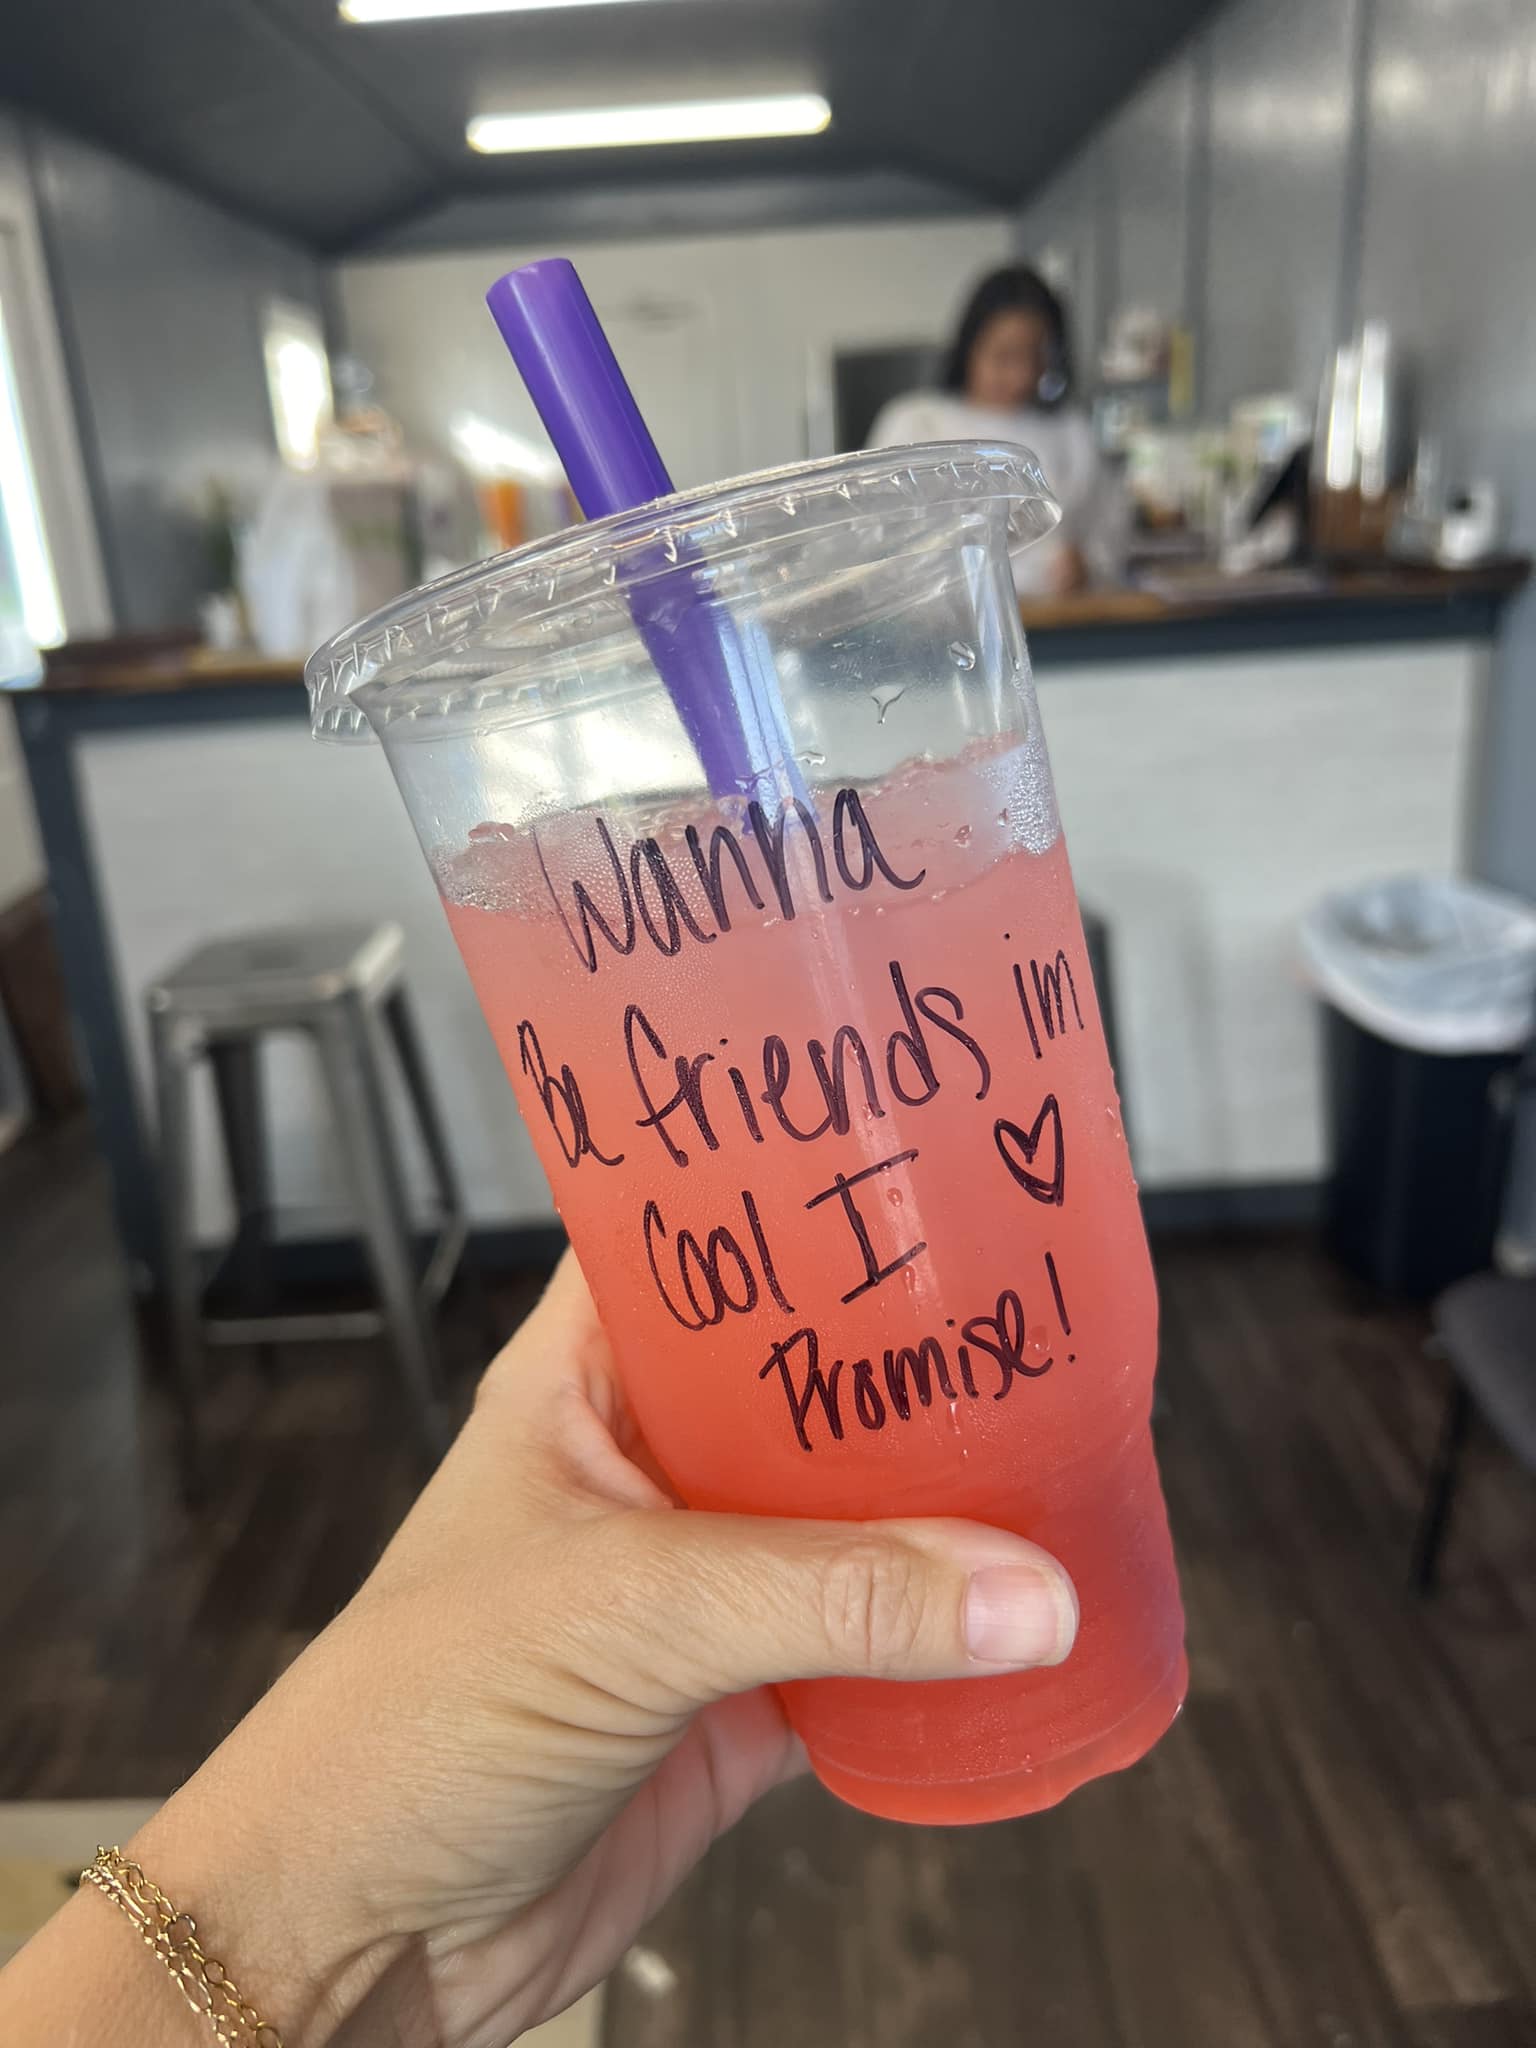 Wanna
Be friends im
Cool I ♡
Promise!